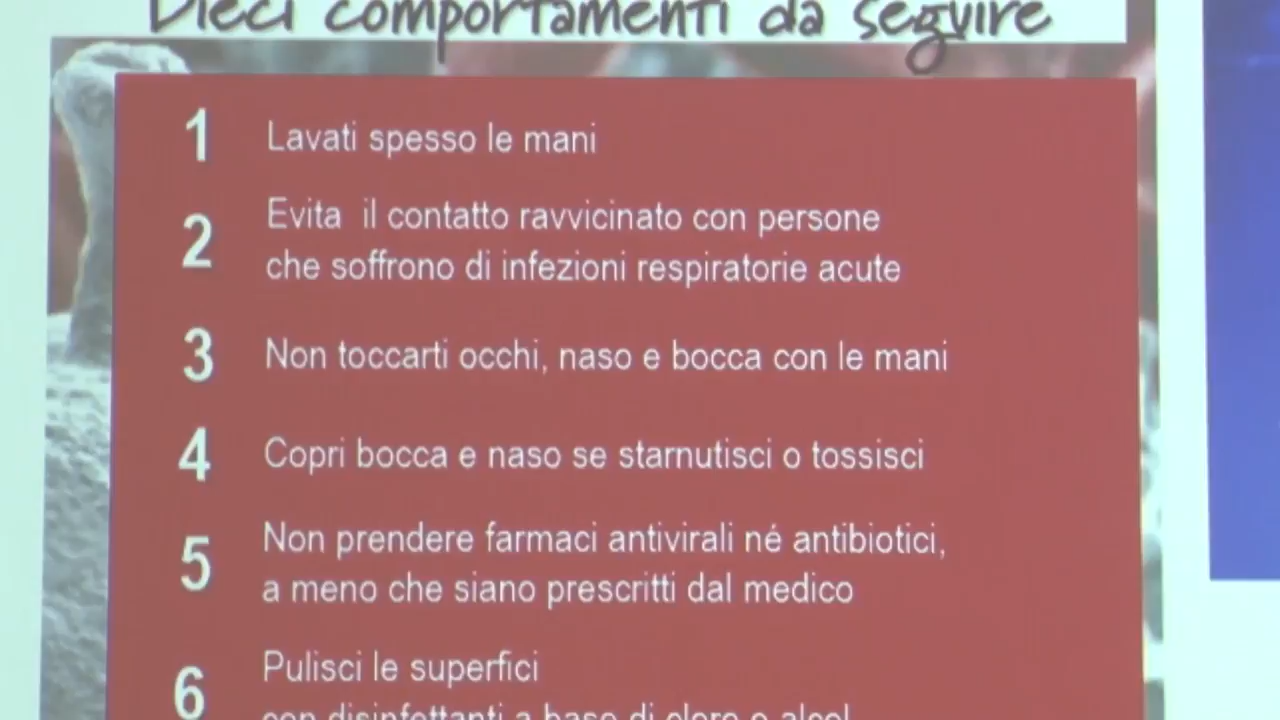 Dieci comportamenti da seguire
1 Lavati spesso le mani
2 Evita il contatto ravvicinato con persone
che soffrono di infezioni respiratorie acute
3 Non toccarti occhi, naso e bocca con le mani
4 Copri bocca e naso se starnutisci o tossisci
5 Non prendere farmaci antivirali né antibiotici,
a meno che siano prescritti dal medico
6 Pulisci le superfici
con disinfettanti a base di cloro o alcol